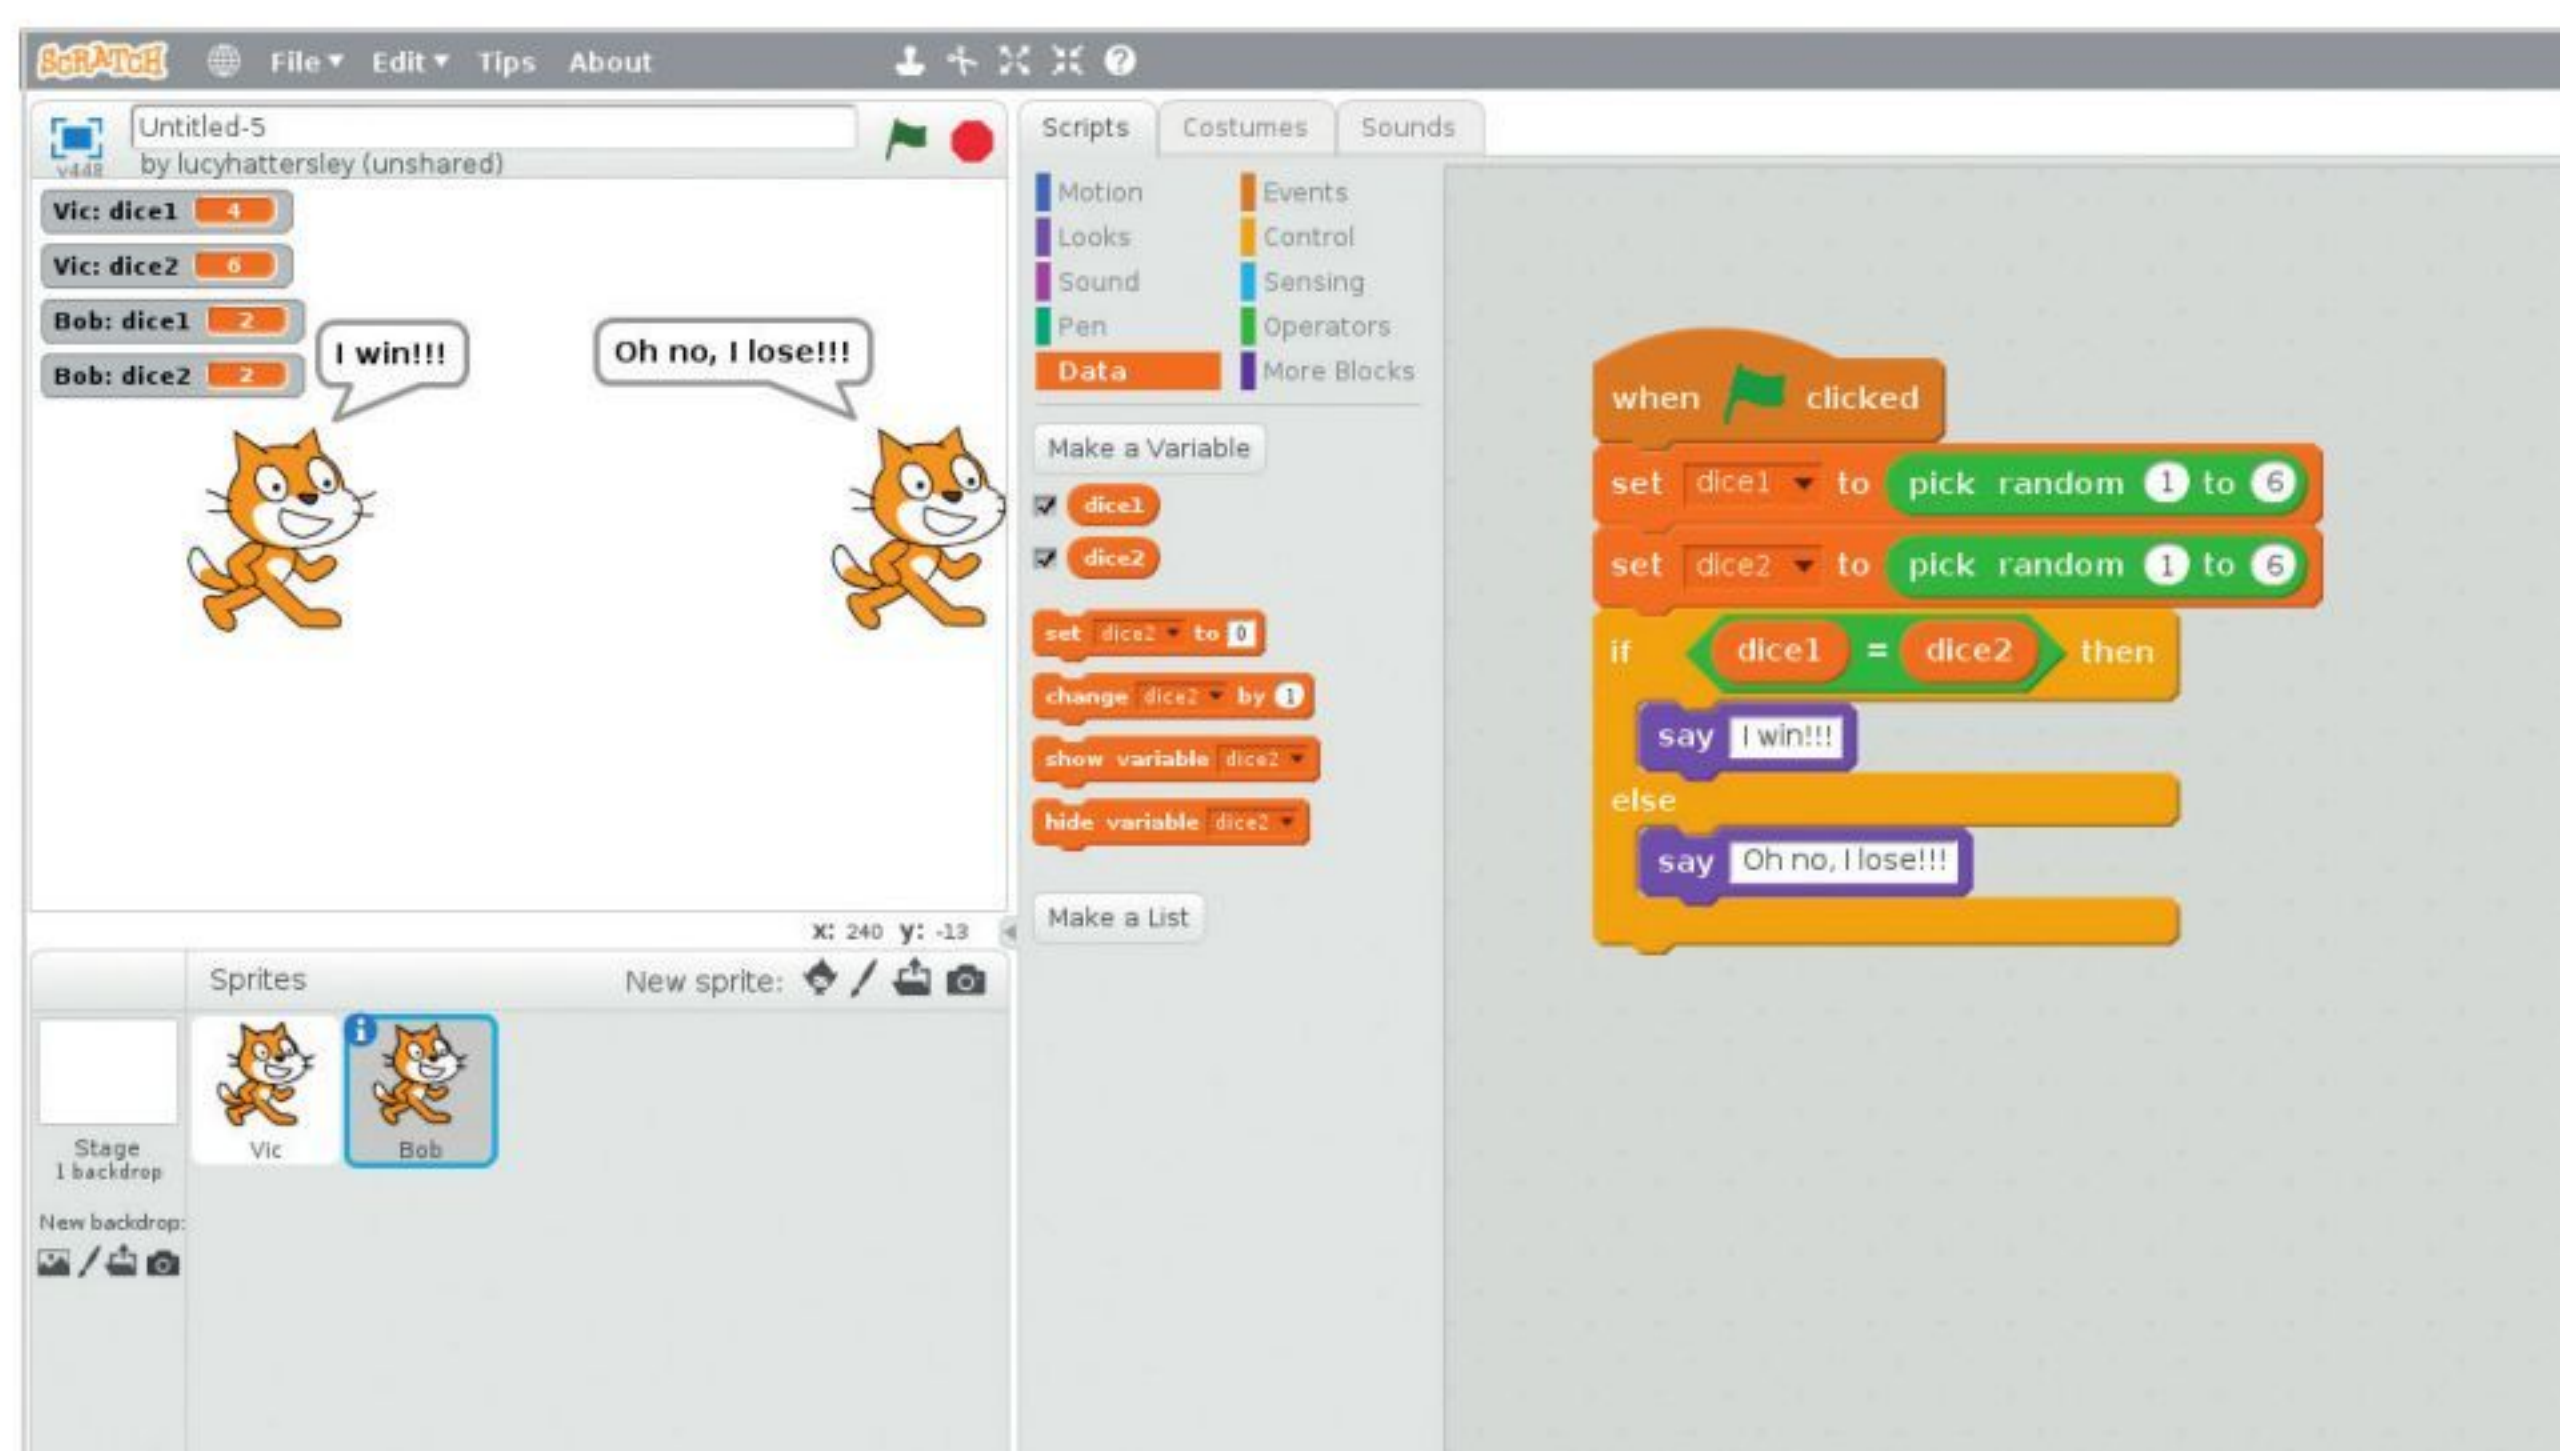 SCRATCH File Edit Tips About
Untitled-5
v448 by lucyhattersley (unshared)
Vic: dice1 4
Vic: dice2 6
Bob: dice1 2
Bob: dice2 2
I win!!!
Oh no, I lose!!!
x: 240 y: -13
Sprites New sprite:
Vic
Bob
Stage
1 backdrop
New backdrop:
Scripts Costumes Sounds
Motion Events
Looks Control
Sound Sensing
Pen Operators
Data More Blocks
Make a Variable
dice1
dice2
set dice2 to 0
change dice2 by 1
show variable dice2
hide variable dice2
Make a List
when clicked
set dice1 to pick random 1 to 6
set dice2 to pick random 1 to 6
if dice1 = dice2 then
say I win!!!
else
say Oh no, I lose!!!